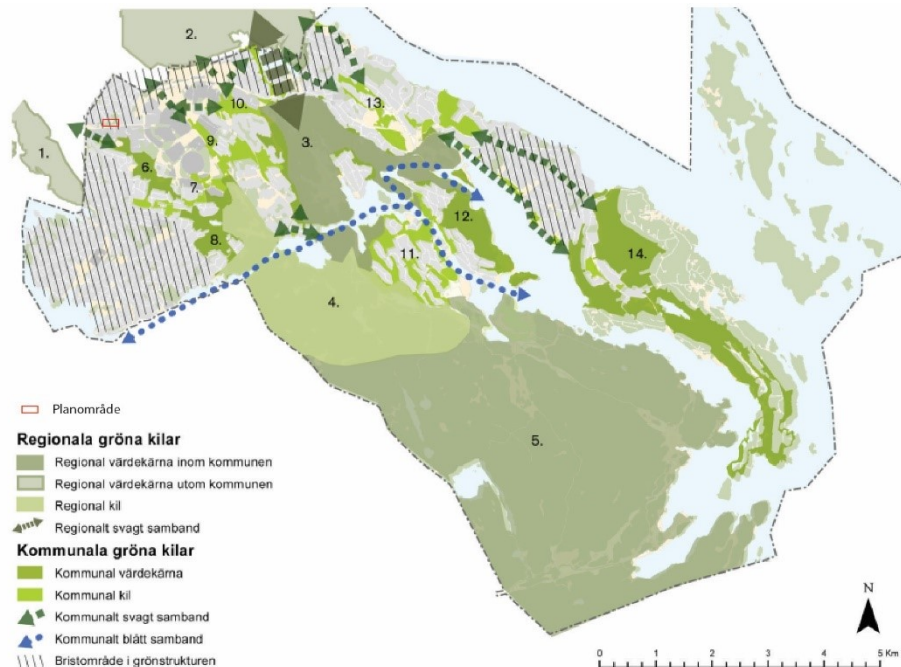 2.
1.
10.
13.
3.
9.
6.
7.
12.
8.
11.
14.
4.
5.
Planområde
Regionala gröna kilar
Regional värdekärna inom kommunen
Regional värdekärna utom kommunen
Regional kil
Regionalt svagt samband
Kommunala gröna kilar
Kommunal värdekärna
Kommunal kil
Kommunalt svagt samband
Kommunalt blått samband
Bristområde i grönstrukturen
N
0 1 2 3 4 5 Km